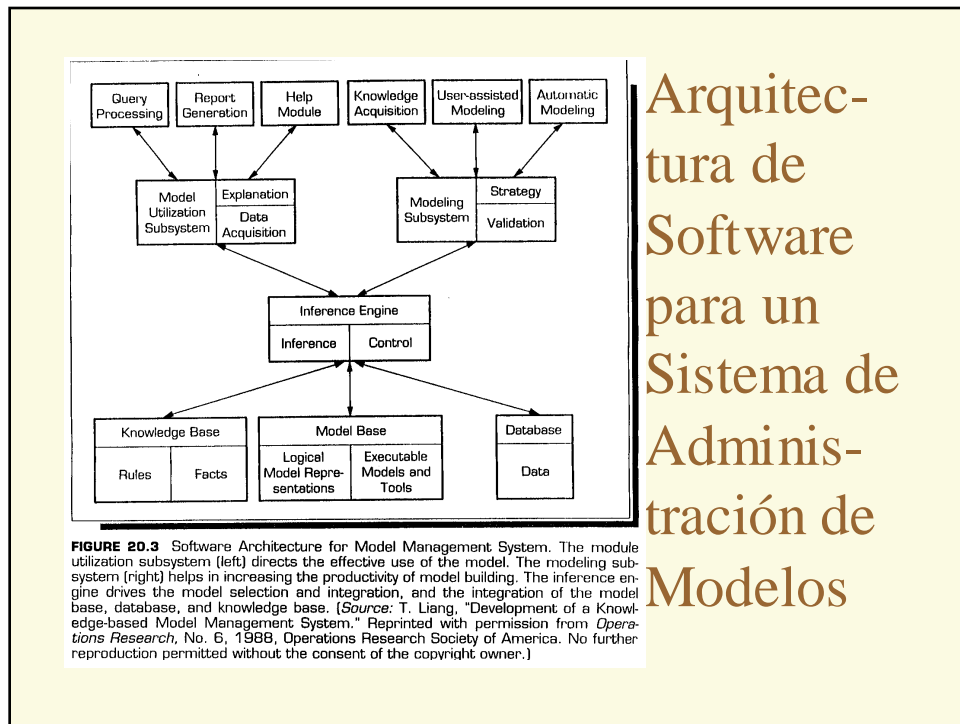 Query
Processing
Report
Generation
Help
Module
Knowledge
Acquisition
User-assisted
Modeling
Automatic
Modeling
Model
Utilization
Subsystem
Explanation
Data
Acquisition
Modeling
Subsystem
Strategy
Validation
Inference Engine
Inference
Control
Knowledge Base
Rules
Facts
Model Base
Logical
Model Repre-
sentations
Executable
Models and
Tools
Database
Data
FIGURE 20.3 Software Architecture for Model Management System. The module
utilization subsystem (left) directs the effective use of the model. The modeling sub-
system (right) helps in increasing the productivity of model building. The inference en-
gine drives the model selection and integration, and the integration of the model
base, database, and knowledge base. (Source: T. Liang, "Development of a Knowl-
edge-based Model Management System." Reprinted with permission from Opera-
tions Research, No. 6, 1988, Operations Research Society of America. No further
reproduction permitted without the consent of the copyright owner.)
Arquitec-
tura de
Software
para un
Sistema de
Adminis-
tración de
Modelos